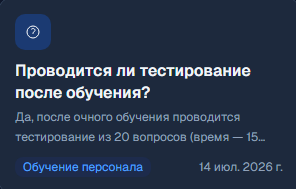 Проводится ли тестирование
после обучения?
Да, после очного обучения проводится
тестирование из 20 вопросов (время — 15...
Обучение персонала
14 июл. 2026 г.